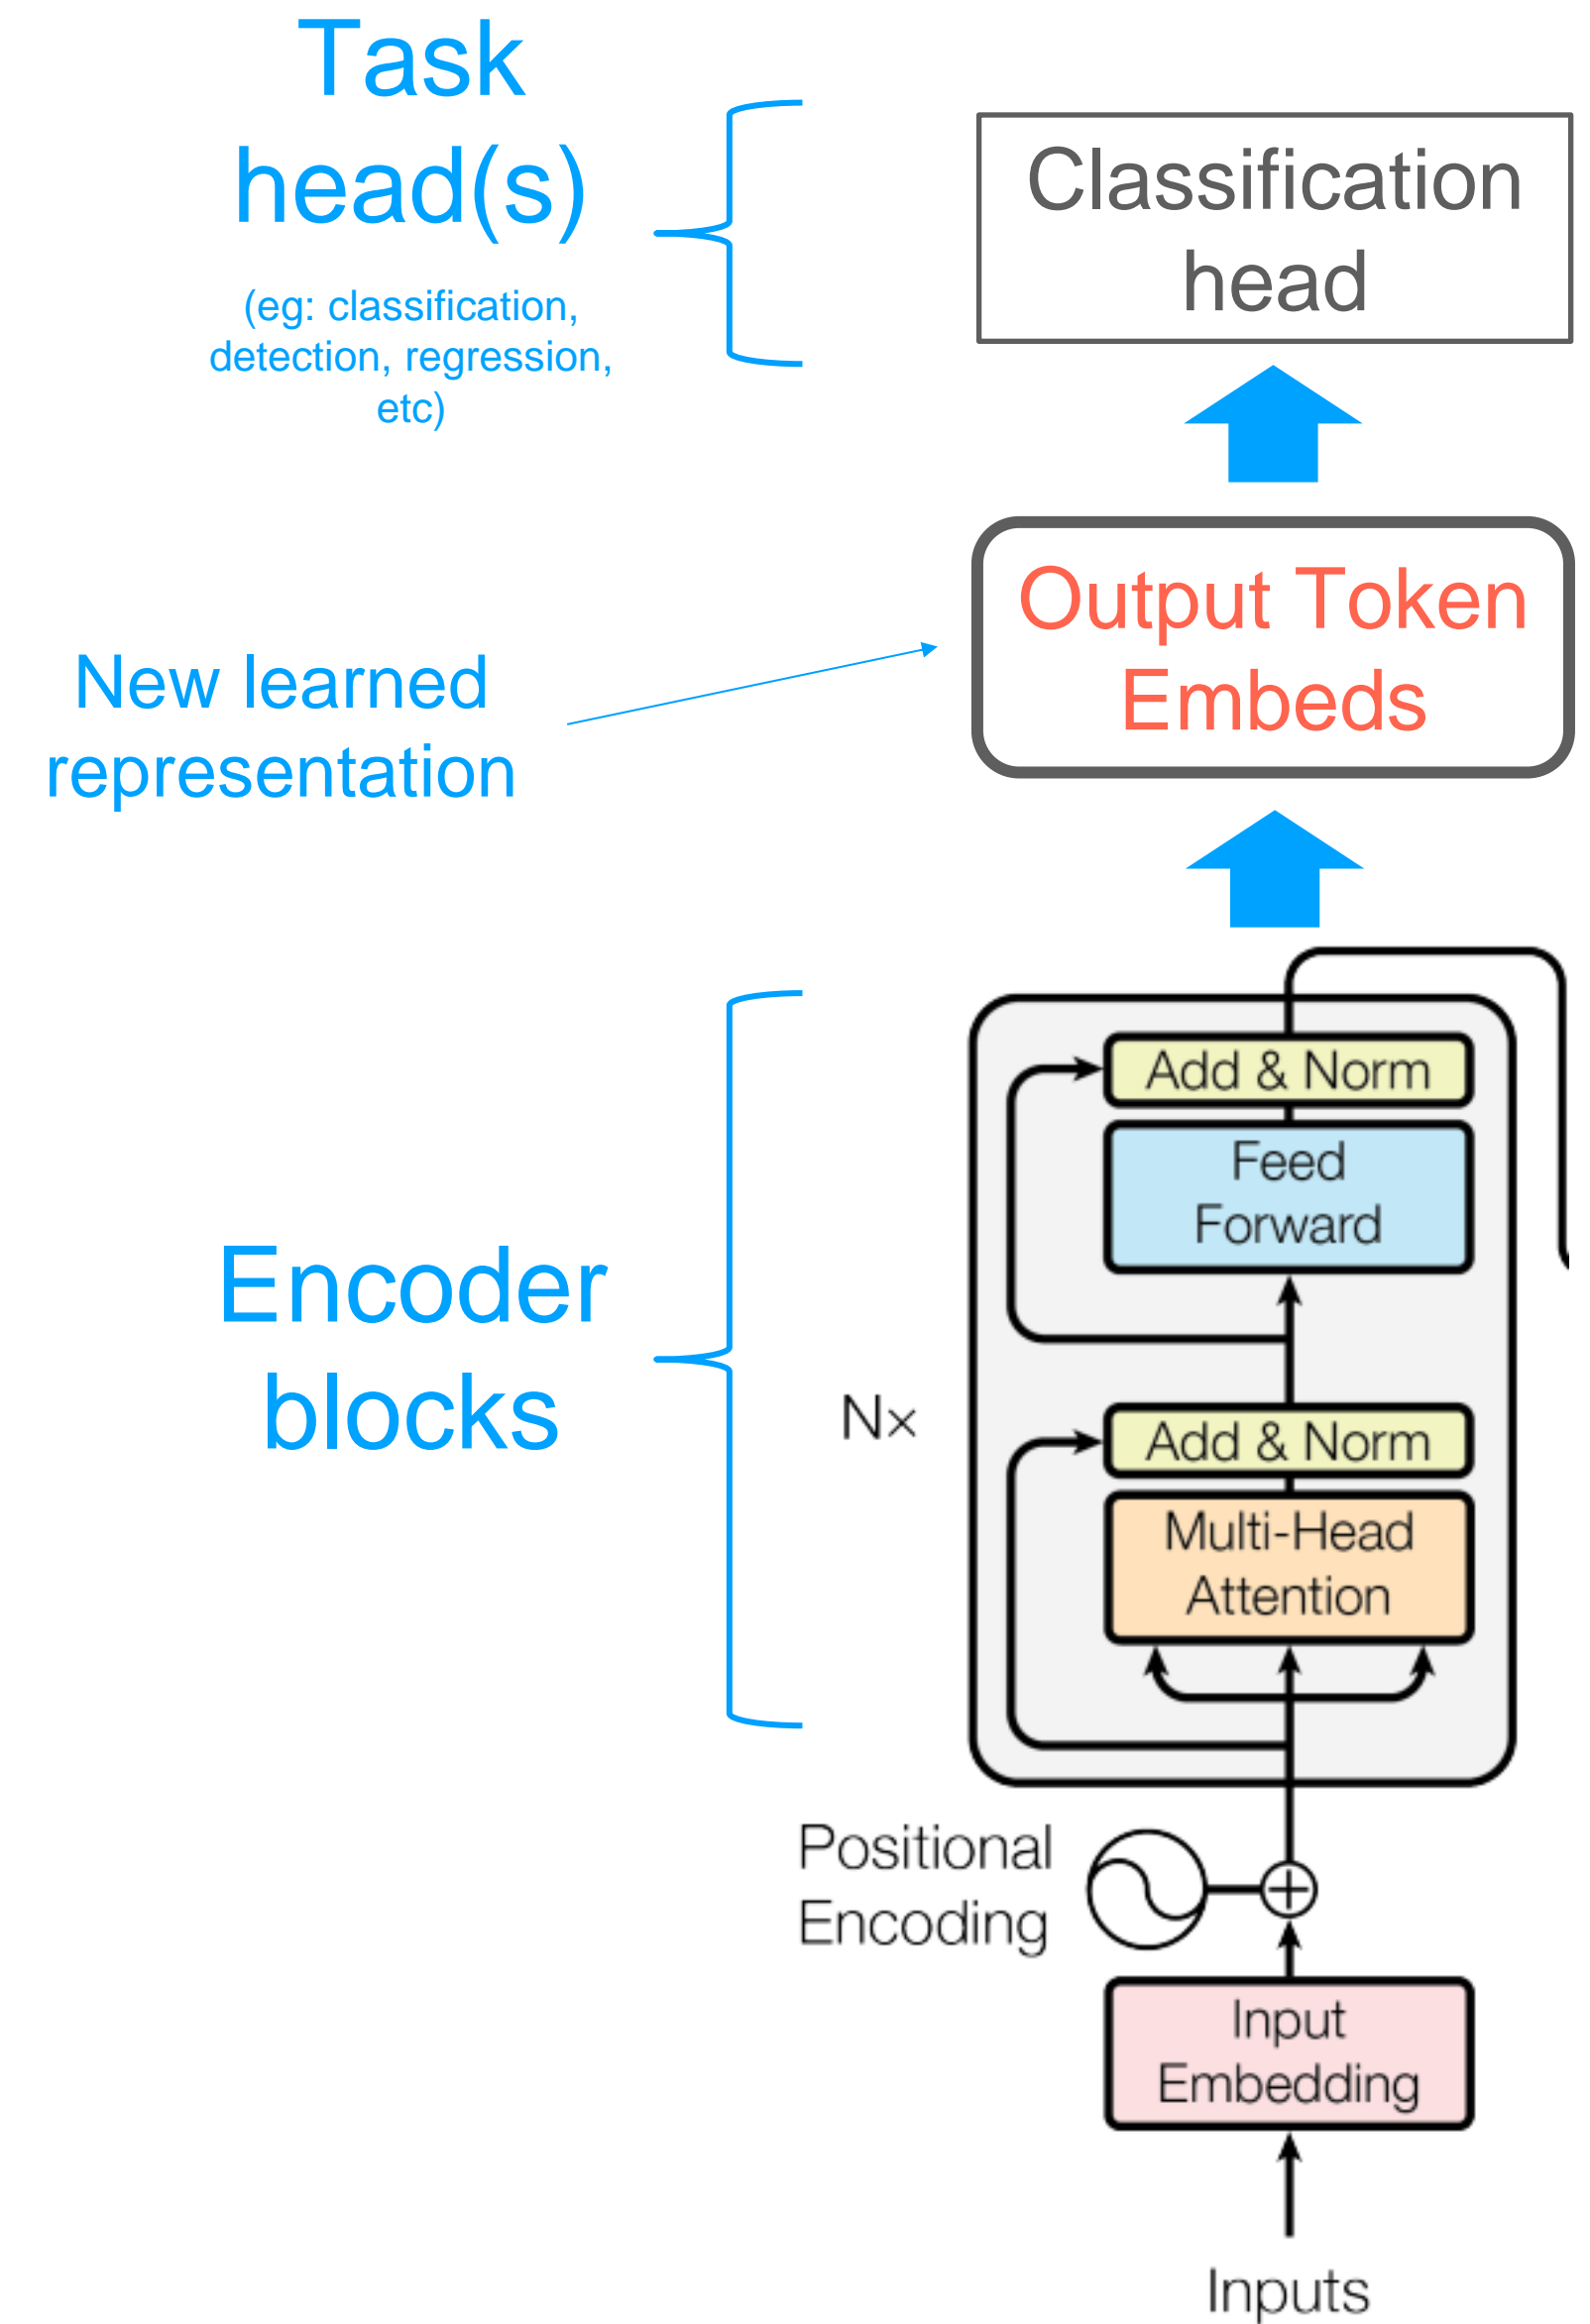 Task
head(s)
(eg: classification,
detection, regression,
etc)
Classification
head
Output Token
Embeds
New learned
representation
Add & Norm
Feed
Forward
Encoder
blocks
N×
Add & Norm
Multi-Head
Attention
Positional
Encoding
Input
Embedding
Inputs